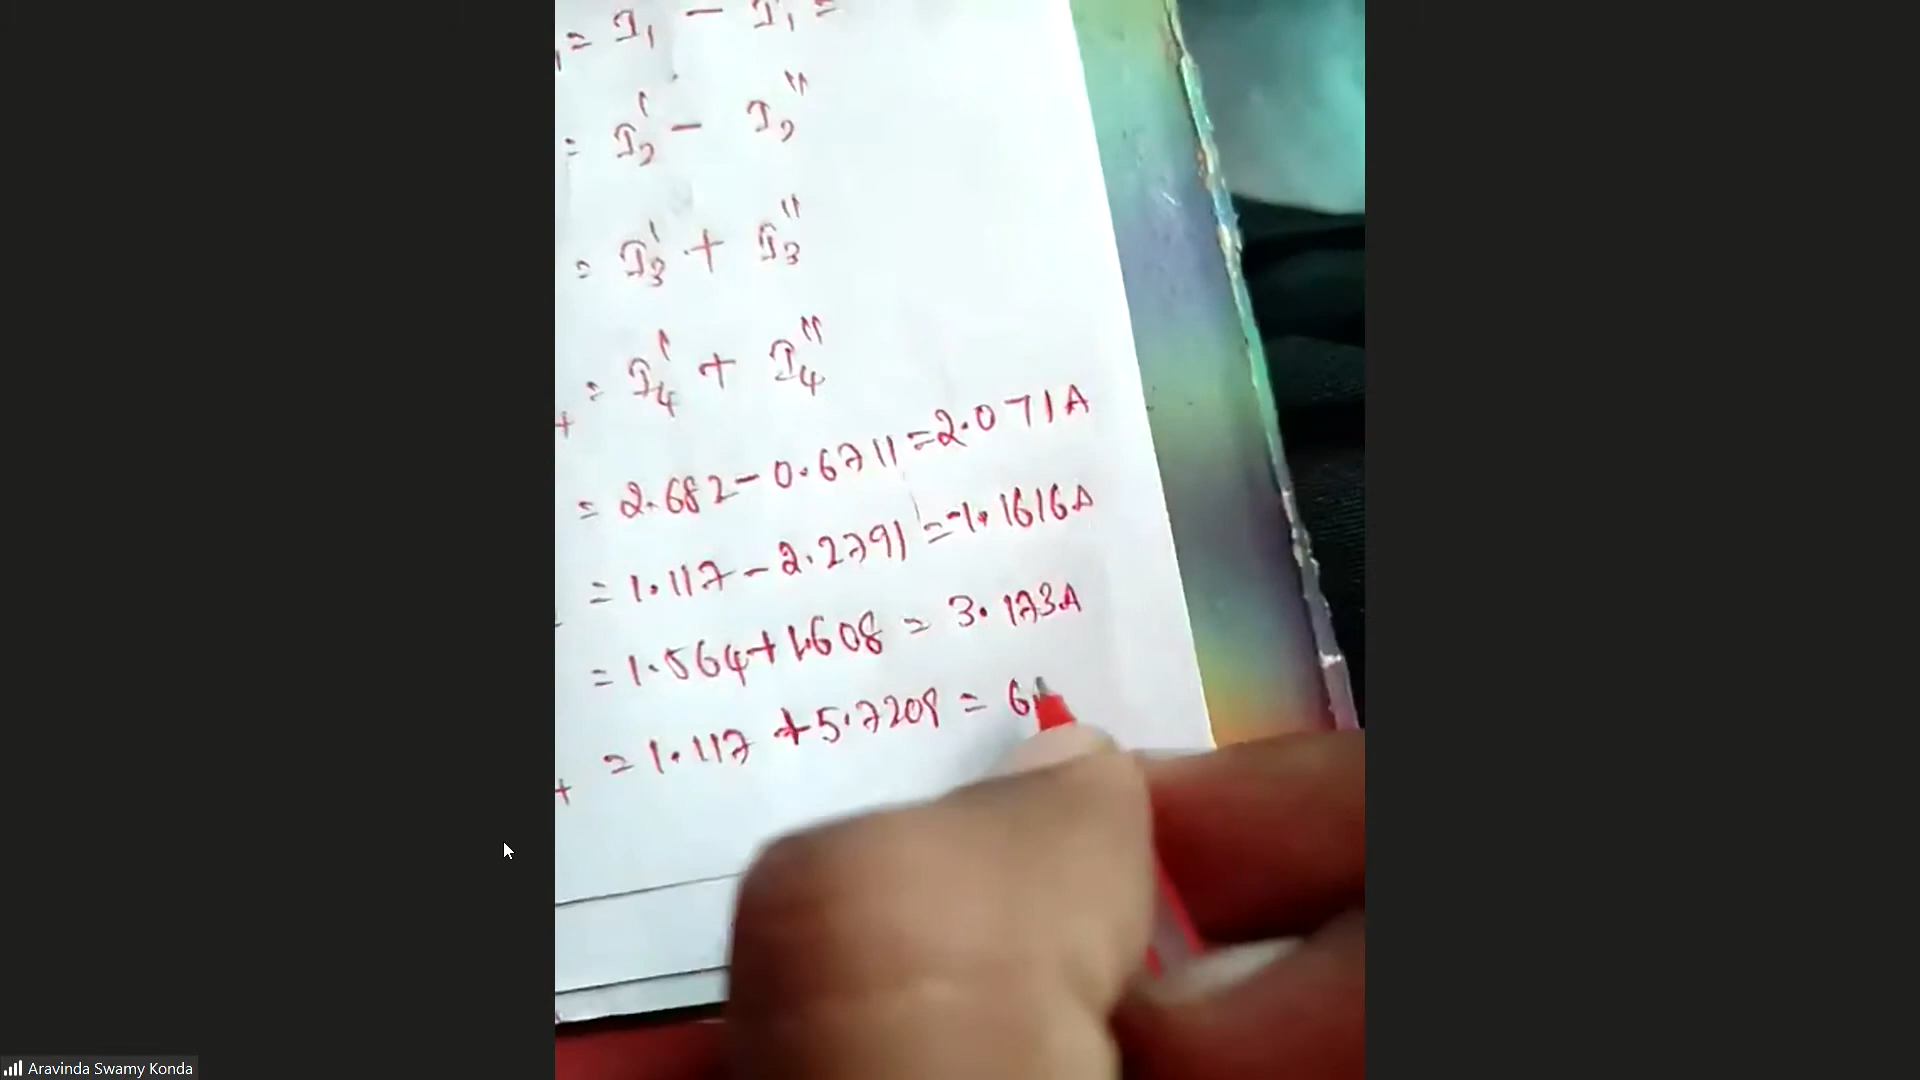 = I₁ - I₁ =
= I₂' - I₂''
= I₃' + I₃''
= I₄' + I₄''
= 2.682 - 0.6711 = 2.071A
= 1.117 - 2.2791 = -1.1616A
= 1.564 + 1.608 = 3.173A
= 1.117 + 5.7208 = 6.
Aravinda Swamy Konda